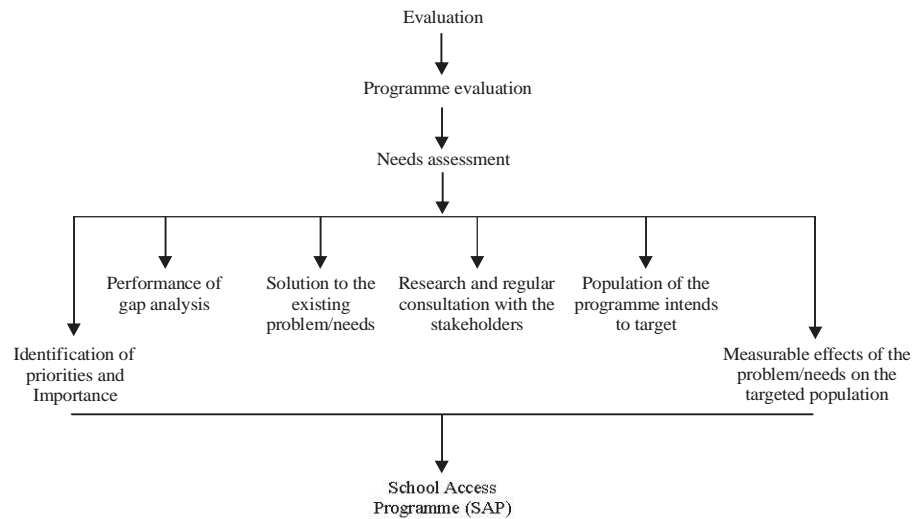 Evaluation
Programme evaluation
Needs assessment
Performance of
gap analysis
Solution to the
existing
problem/needs
Research and regular
consultation with the
stakeholders
Population of the
programme intends
to target
Identification of
priorities and
Importance
Measurable effects of the
problem/needs on the
targeted population
School Access
Programme (SAP)